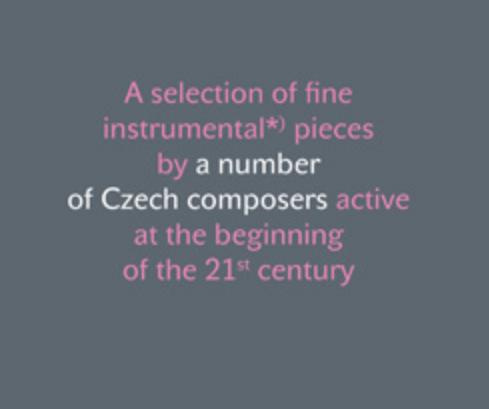 A selection of fine
instrumental*) pieces
by a number
of Czech composers active
at the beginning
of the 21st century